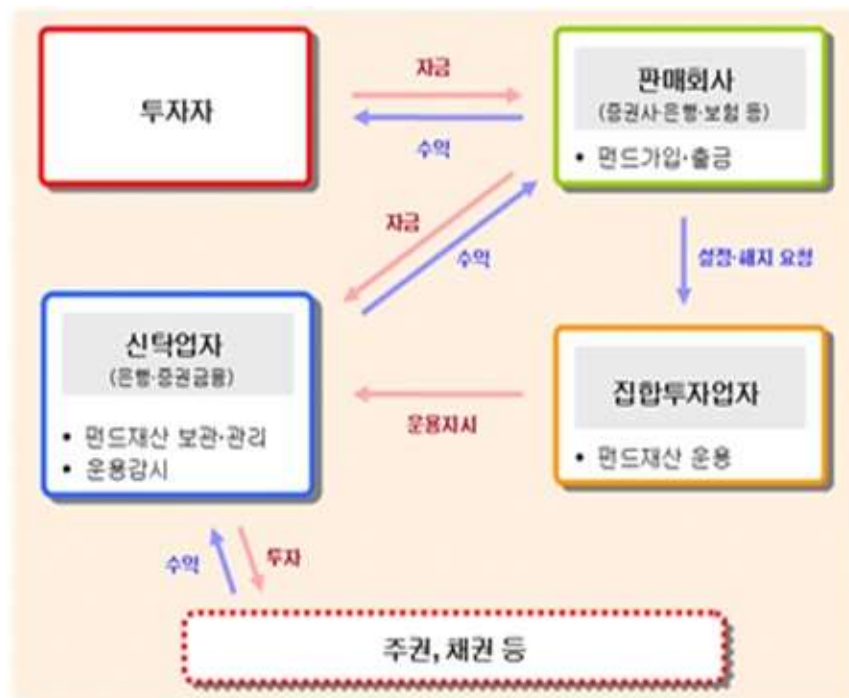 투자자
자금
수익
판매회사
(증권사·은행·보험 등)
• 펀드가입·출금
자금
수익
설정·해지 요청
신탁업자
(은행·증권금융)
• 펀드재산 보관·관리
• 운용감시
운용지시
집합투자업자
• 펀드재산 운용
수익
투자
주권, 채권 등